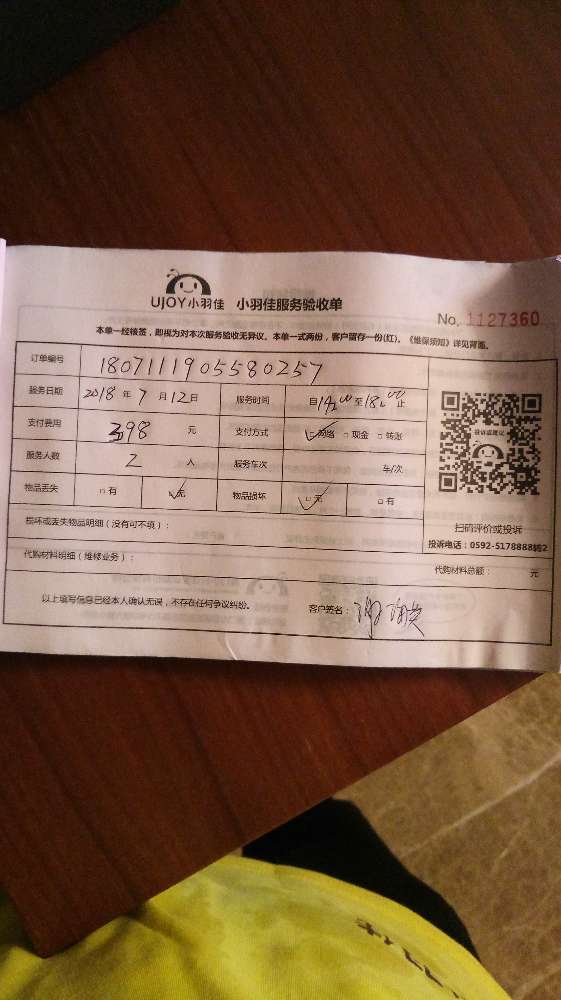 UJOY小羽佳 小羽佳服务验收单
No. 1127360
本单一经核签，即视为对本次服务验收无异议。本单一式两份，客户留存一份(红)。《维保须知》详见背面。
订单编号 1807111905580257
服务日期 2018 年 7 月 12 日 服务时间 自 14:00 至 18:00 止
支付费用 398 元 支付方式 ☑网络 □现金 □转账
服务人数 2 人 服务车次 车/次
物品丢失 □有 ☑无 物品损坏 ☑无 □有
投诉或建议
扫码评价或投诉
投诉电话：0592-5178888转2
损坏或丢失物品明细（没有可不填）：
代购材料明细（维修业务）： 代购材料总额： 元
以上填写信息已经本人确认无误，不存在任何争议纠纷。 客户签名：